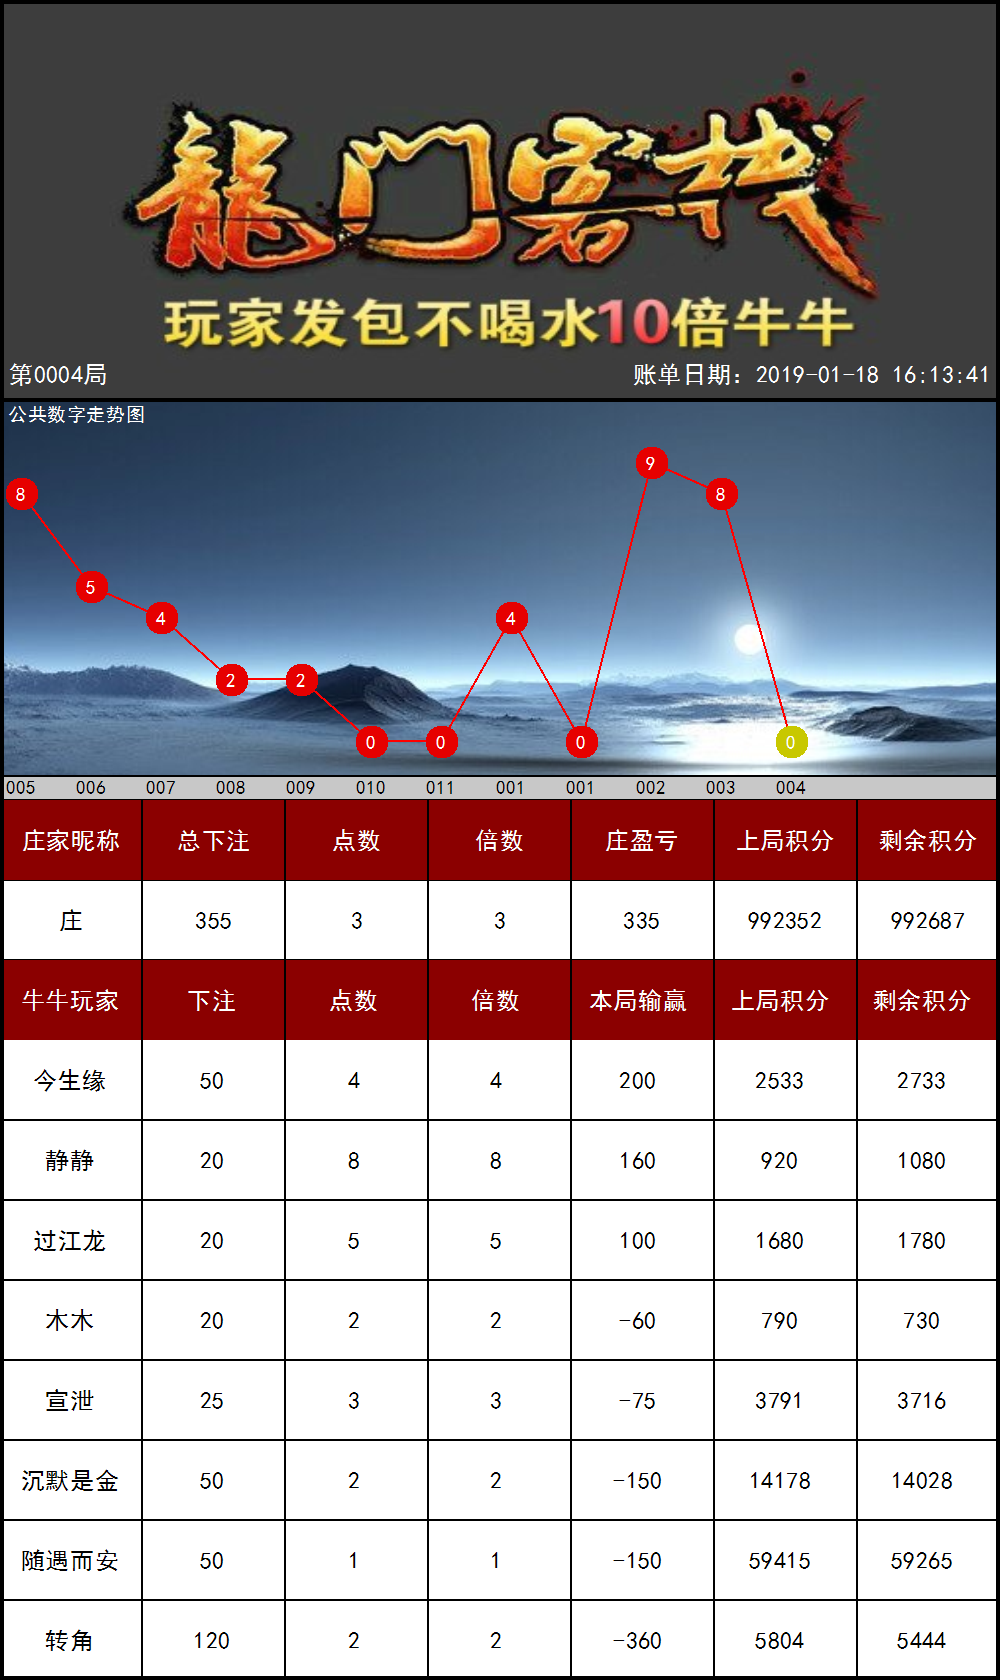 龍门客栈
玩家发包不喝水10倍牛牛
第0004局 账单日期：2019-01-18 16:13:41
公共数字走势图
8 5 4 2 2 0 0 4 0 9 8 0
005 006 007 008 009 010 011 001 001 002 003 004
庄家昵称 总下注 点数 倍数 庄盈亏 上局积分 剩余积分
庄 355 3 3 335 992352 992687
牛牛玩家 下注 点数 倍数 本局输赢 上局积分 剩余积分
今生缘 50 4 4 200 2533 2733
静静 20 8 8 160 920 1080
过江龙 20 5 5 100 1680 1780
木木 20 2 2 -60 790 730
宣泄 25 3 3 -75 3791 3716
沉默是金 50 2 2 -150 14178 14028
随遇而安 50 1 1 -150 59415 59265
转角 120 2 2 -360 5804 5444